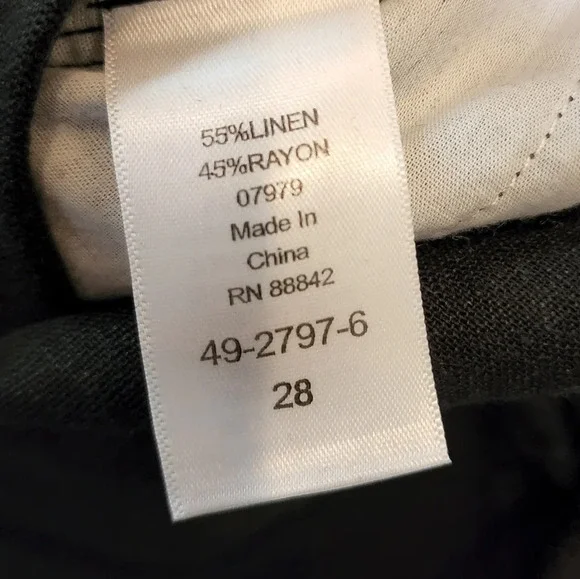 55%LINEN
45%RAYON
07979
Made In
China
RN 88842
49-2797-6
28